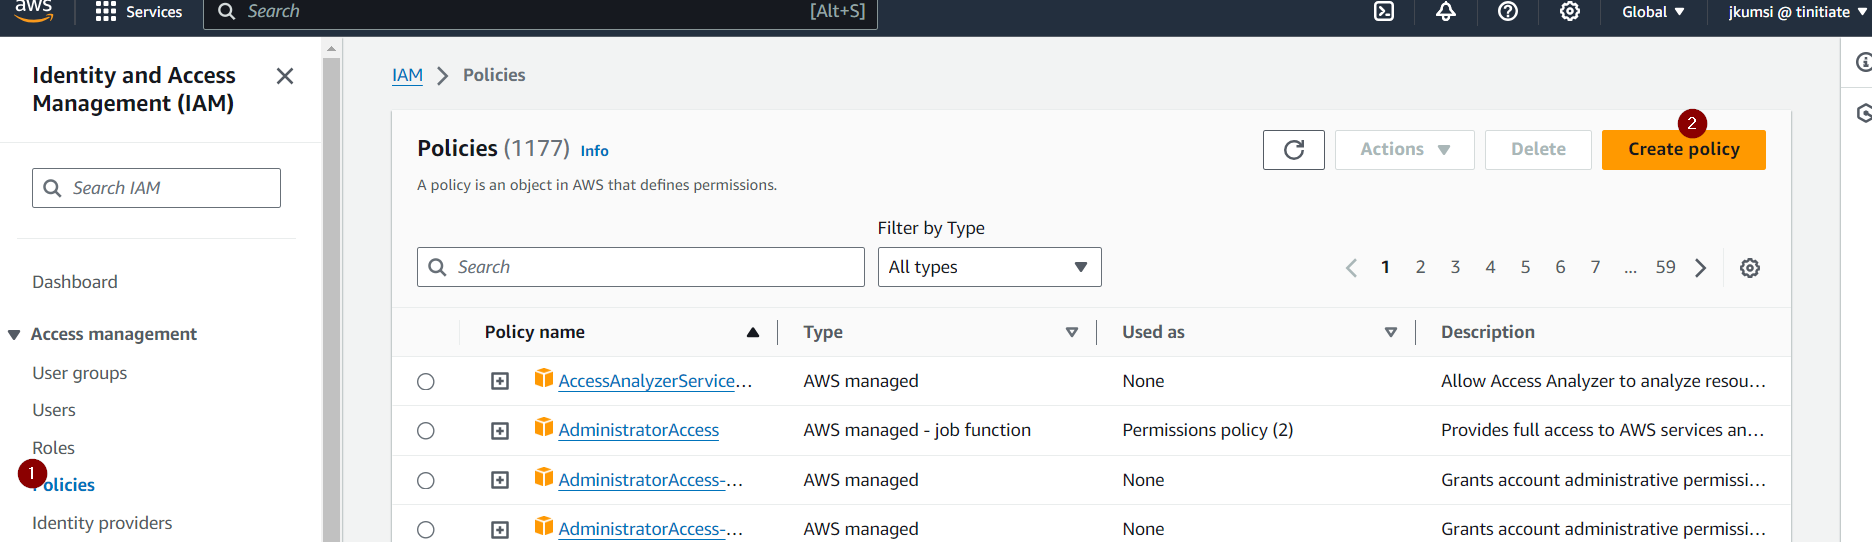 aws
Services
Search
[Alt+S]
Global
jkumsi @ tinitiate
Identity and Access
Management (IAM)
Search IAM
Dashboard
Access management
User groups
Users
Roles
1
Policies
Identity providers
IAM > Policies
Policies (1177) Info
A policy is an object in AWS that defines permissions.
Actions
Delete
2
Create policy
Filter by Type
Search
All types
1 2 3 4 5 6 7 ... 59
Policy name Type Used as Description
AccessAnalyzerService... AWS managed None Allow Access Analyzer to analyze resou...
AdministratorAccess AWS managed - job function Permissions policy (2) Provides full access to AWS services an...
AdministratorAccess-... AWS managed None Grants account administrative permissi...
AdministratorAccess-... AWS managed None Grants account administrative permissi...